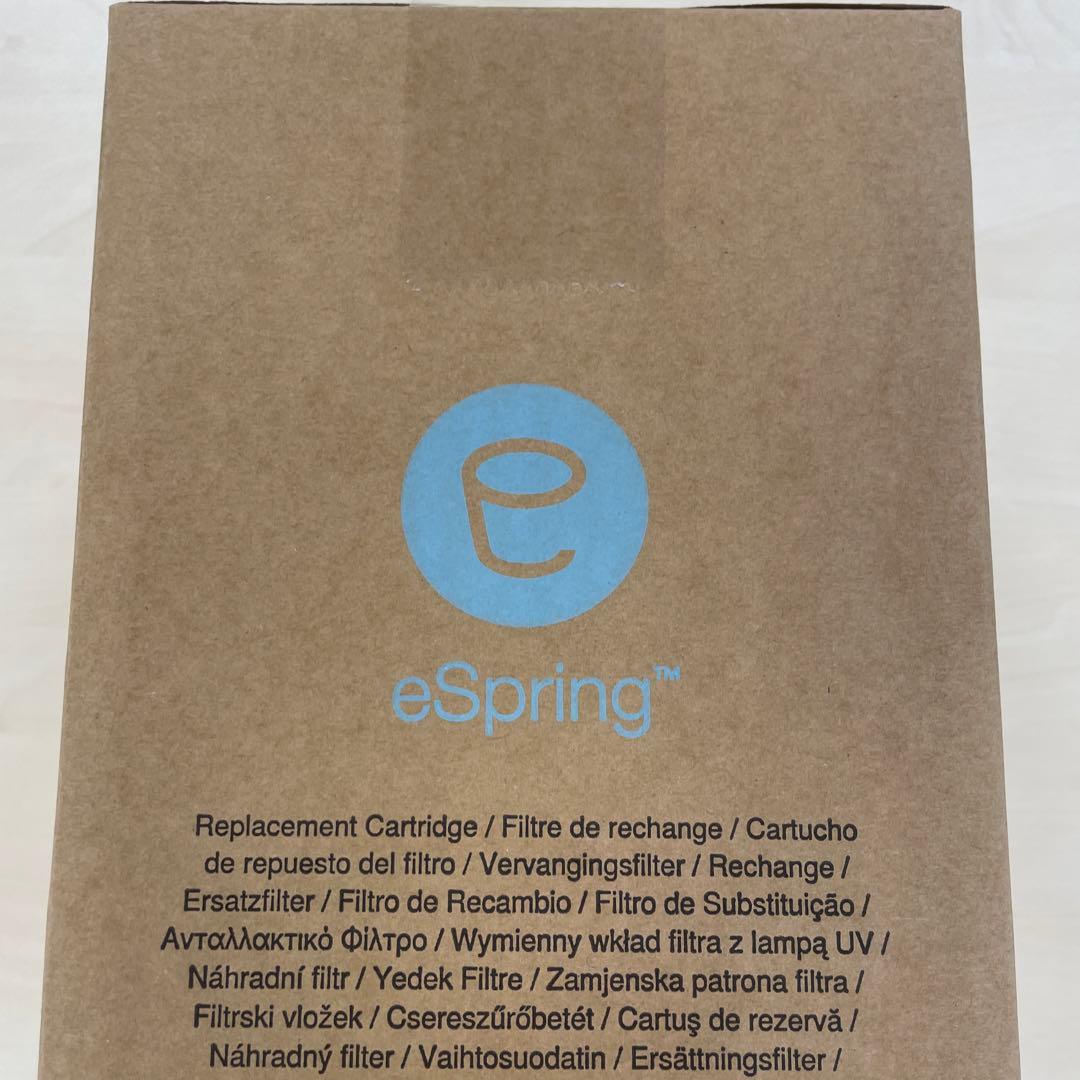 eSpring™
Replacement Cartridge / Filtre de rechange / Cartucho
de repuesto del filtro / Vervangingsfilter / Rechange /
Ersatzfilter / Filtro de Recambio / Filtro de Substituição /
Ανταλλακτικό Φίλτρο / Wymienny wkład filtra z lampą UV /
Náhradní filtr / Yedek Filtre / Zamjenska patrona filtra /
Filtrski vložek / Csereszűrőbetét / Cartuş de rezervă /
Náhradný filter / Vaihtosuodatin / Ersättningsfilter /